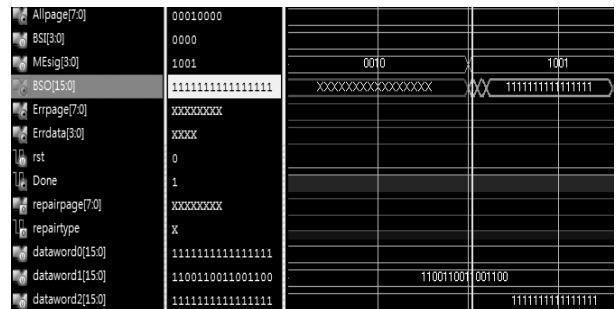 Allpage[7:0] 00010000
BSI[3:0] 0000
MEsig[3:0] 1001 0010 1001
BSO[15:0] 1111111111111111 XXXXXXXXXXXXXXXX 1111111111111111
Errpage[7:0] XXXXXXXX
Errdata[3:0] XXXX
rst 0
Done 1
repairpage[7:0] XXXXXXXX
repairtype X
dataword0[15:0] 1111111111111111
dataword1[15:0] 1100110011001100 1100110011001100
dataword2[15:0] 1111111111111111 1111111111111111